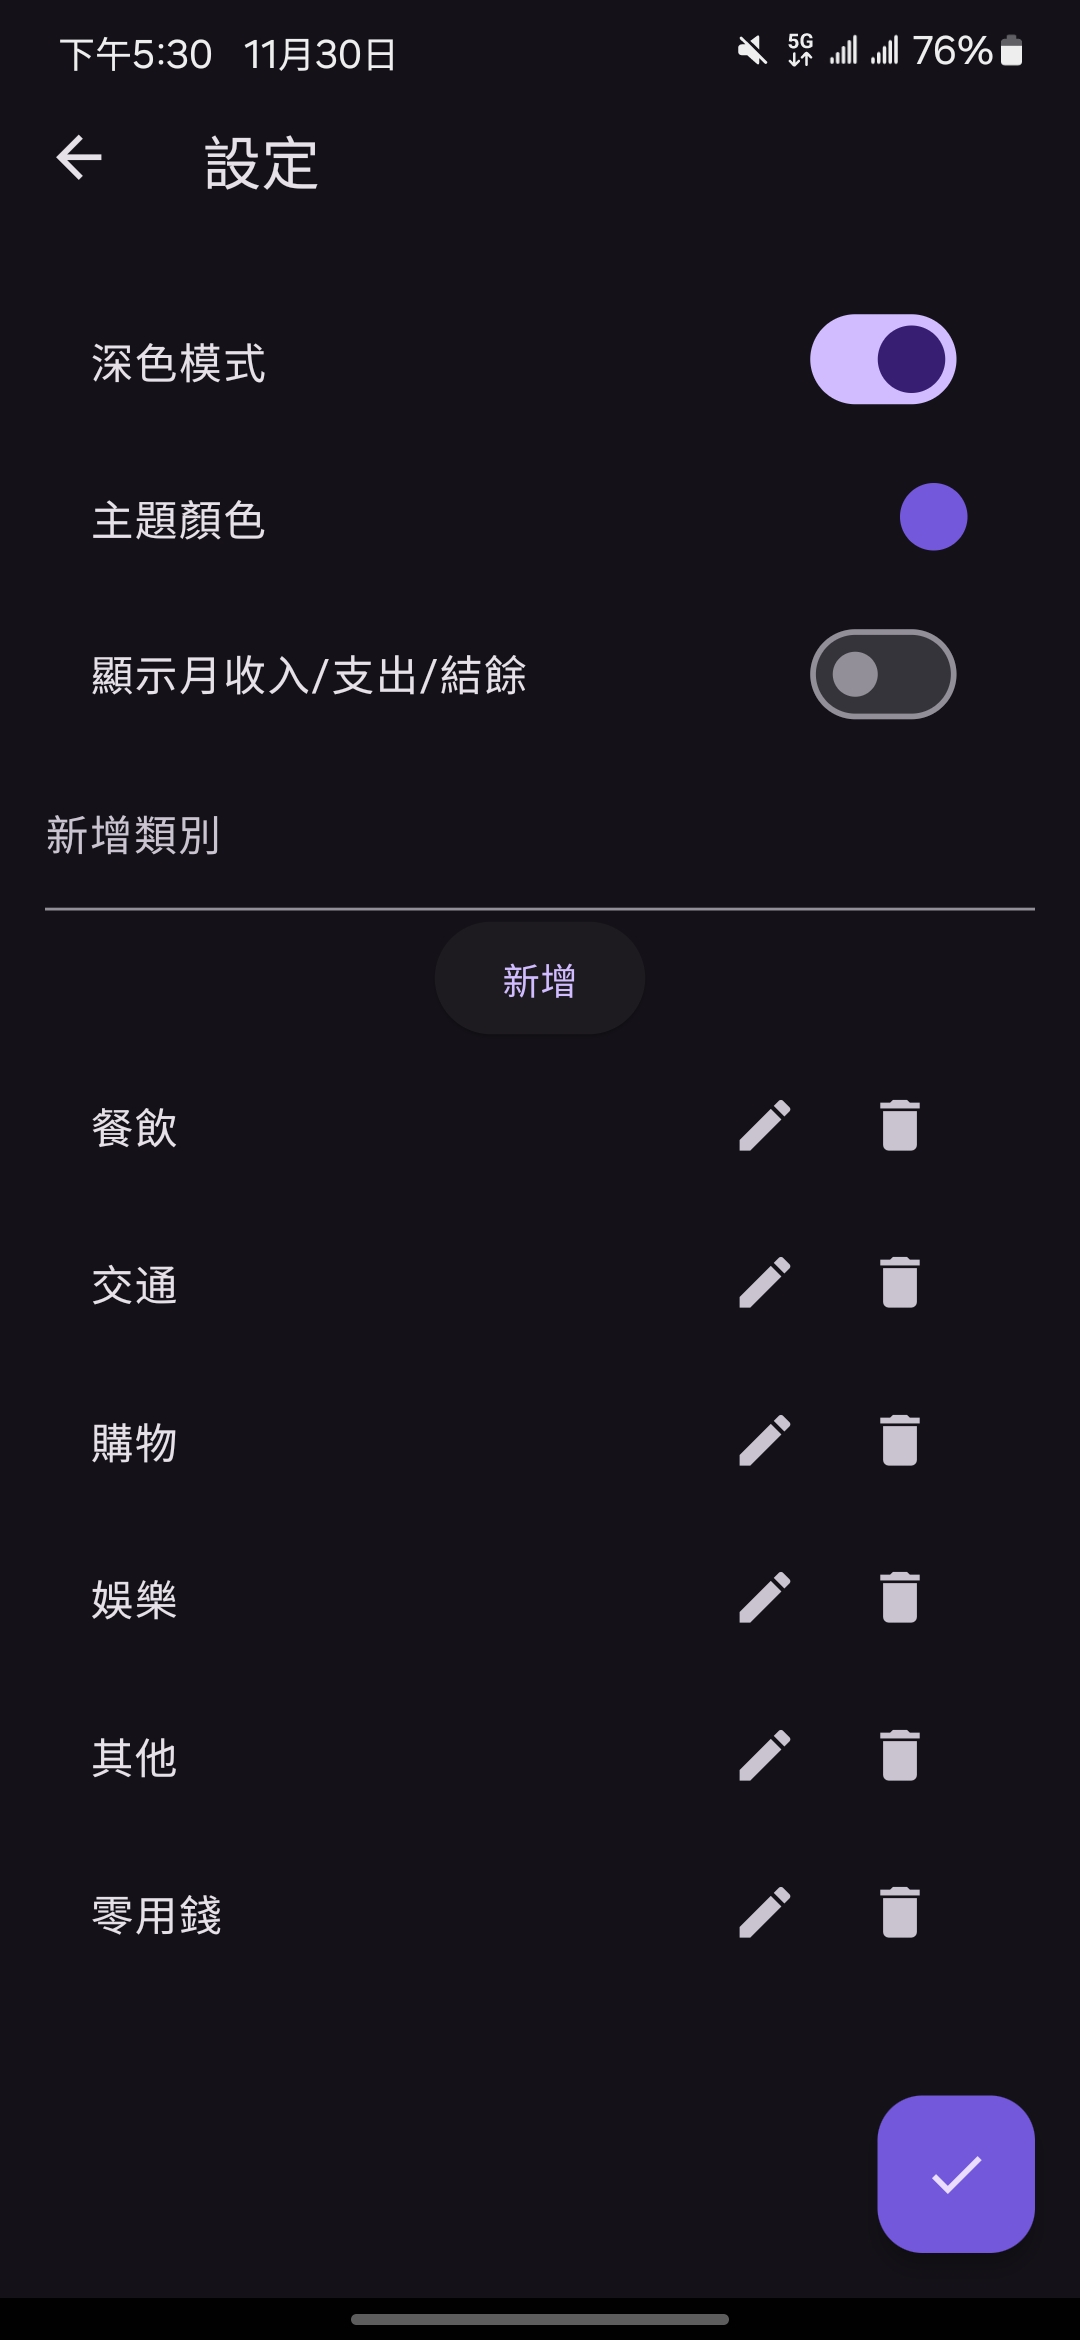 下午5:30 11月30日 5G 76%
設定
深色模式
主題顏色
顯示月收入/支出/結餘
新增類別
新增
餐飲
交通
購物
娛樂
其他
零用錢